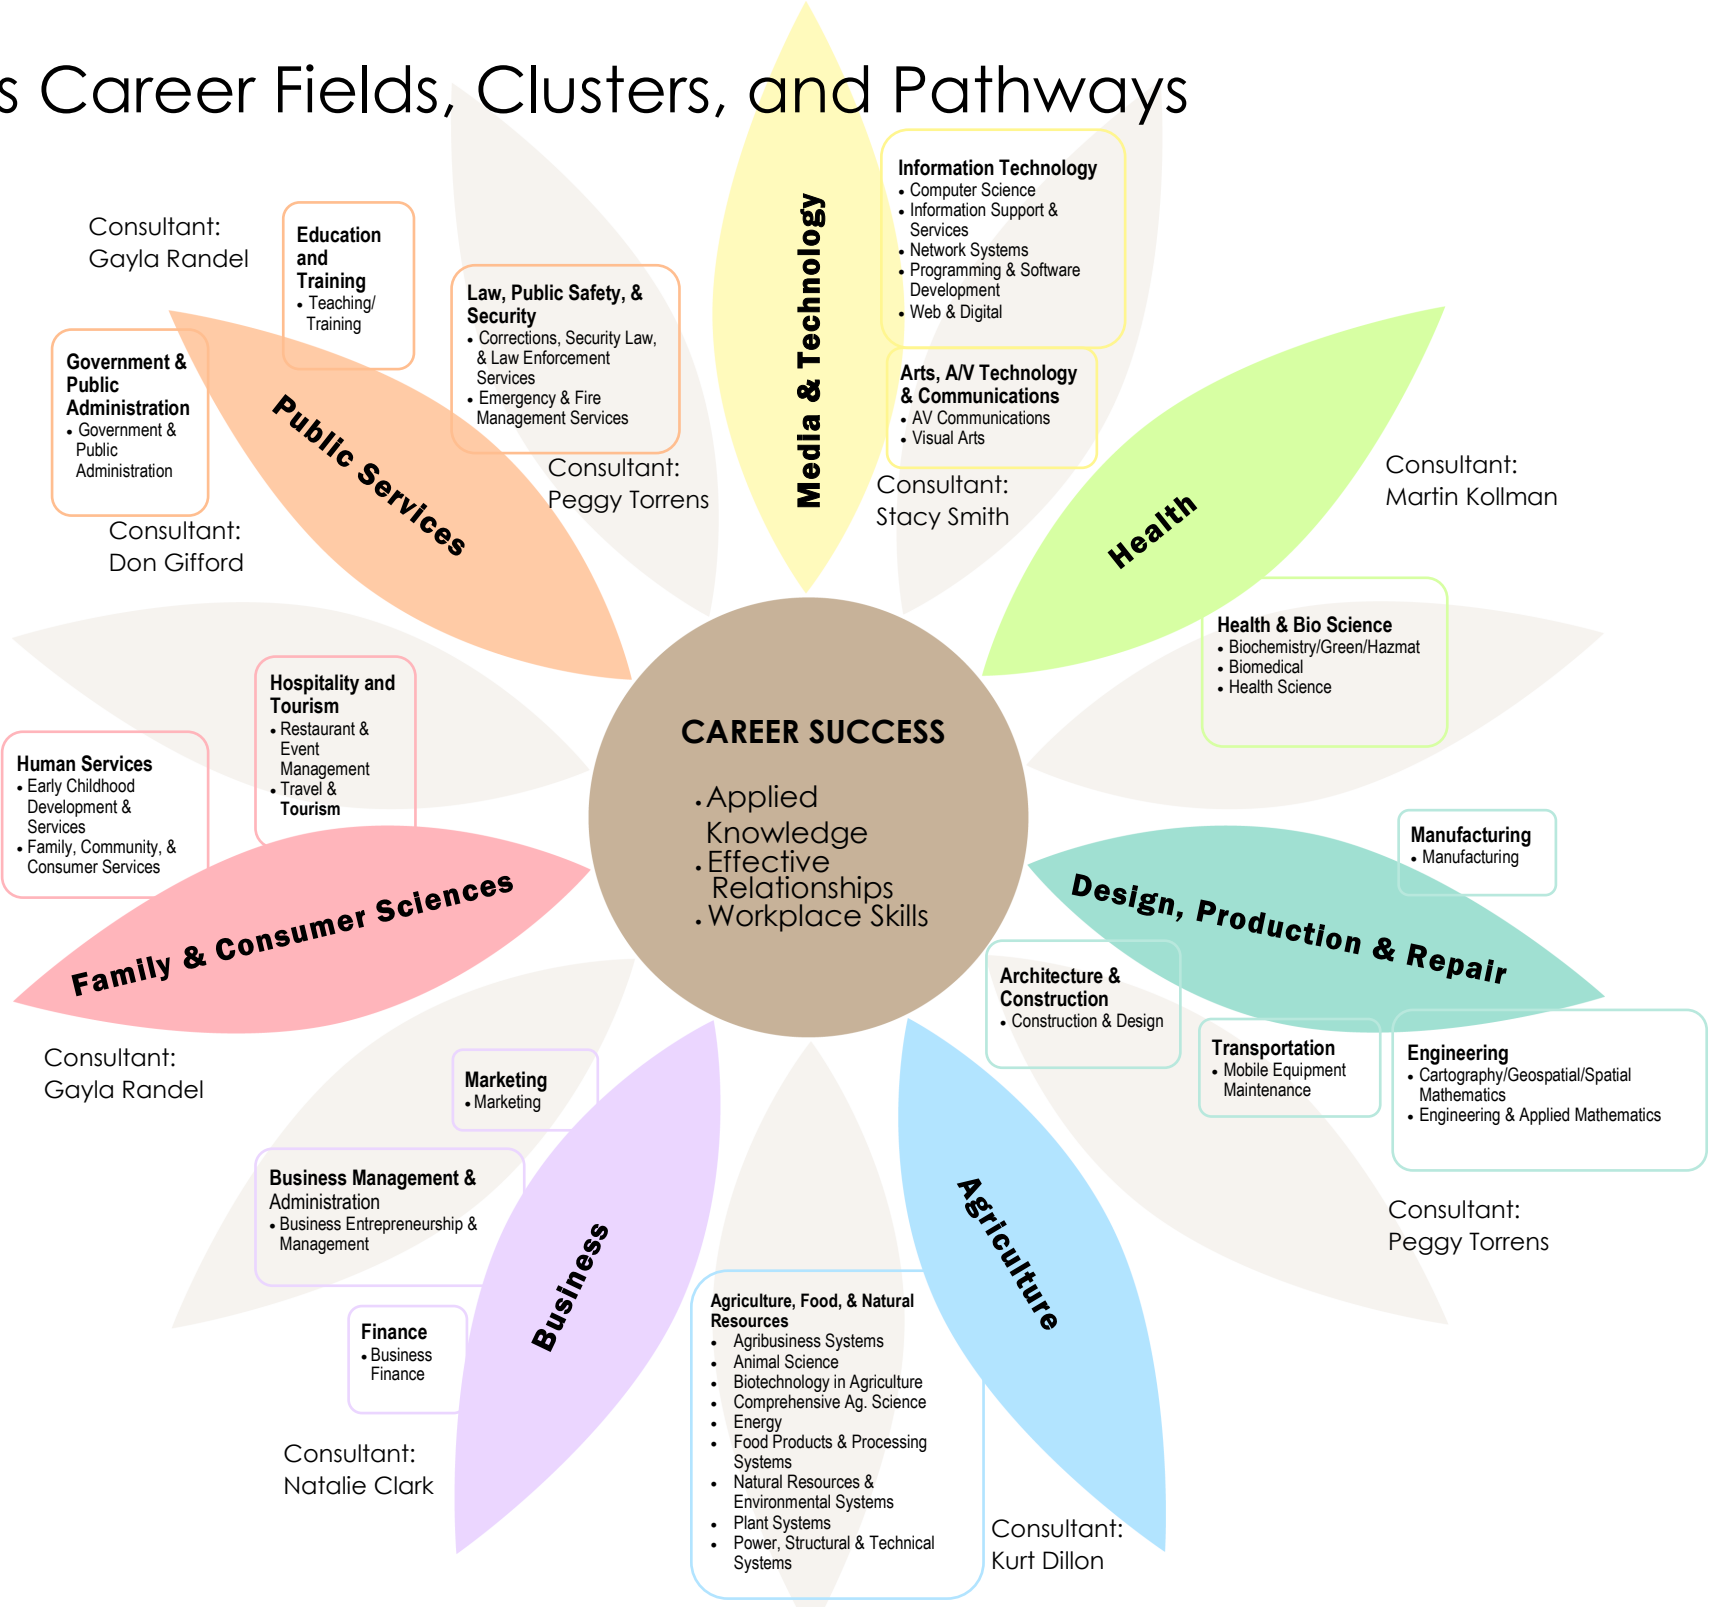 s Career Fields, Clusters, and Pathways
Consultant:
Gayla Randel
Education
and
Training
• Teaching/
Training
Law, Public Safety, &
Security
• Corrections, Security Law,
& Law Enforcement
Services
• Emergency & Fire
Management Services
Consultant:
Peggy Torrens
Government &
Public
Administration
• Government &
Public
Administration
Consultant:
Don Gifford
Public Services
Media & Technology
Information Technology
• Computer Science
• Information Support &
Services
• Network Systems
• Programming & Software
Development
• Web & Digital
Arts, A/V Technology
& Communications
• AV Communications
• Visual Arts
Consultant:
Stacy Smith
Health
Consultant:
Martin Kollman
Health & Bio Science
• Biochemistry/Green/Hazmat
• Biomedical
• Health Science
Hospitality and
Tourism
• Restaurant &
Event
Management
• Travel &
Tourism
Human Services
• Early Childhood
Development &
Services
• Family, Community, &
Consumer Services
Family & Consumer Sciences
Consultant:
Gayla Randel
CAREER SUCCESS
• Applied
Knowledge
• Effective
Relationships
• Workplace Skills
Manufacturing
• Manufacturing
Design, Production & Repair
Architecture &
Construction
• Construction & Design
Transportation
• Mobile Equipment
Maintenance
Engineering
• Cartography/Geospatial/Spatial
Mathematics
• Engineering & Applied Mathematics
Consultant:
Peggy Torrens
Marketing
• Marketing
Business Management &
Administration
• Business Entrepreneurship &
Management
Finance
• Business
Finance
Business
Consultant:
Natalie Clark
Agriculture
Agriculture, Food, & Natural
Resources
• Agribusiness Systems
• Animal Science
• Biotechnology in Agriculture
• Comprehensive Ag. Science
• Energy
• Food Products & Processing
Systems
• Natural Resources &
Environmental Systems
• Plant Systems
• Power, Structural & Technical
Systems
Consultant:
Kurt Dillon